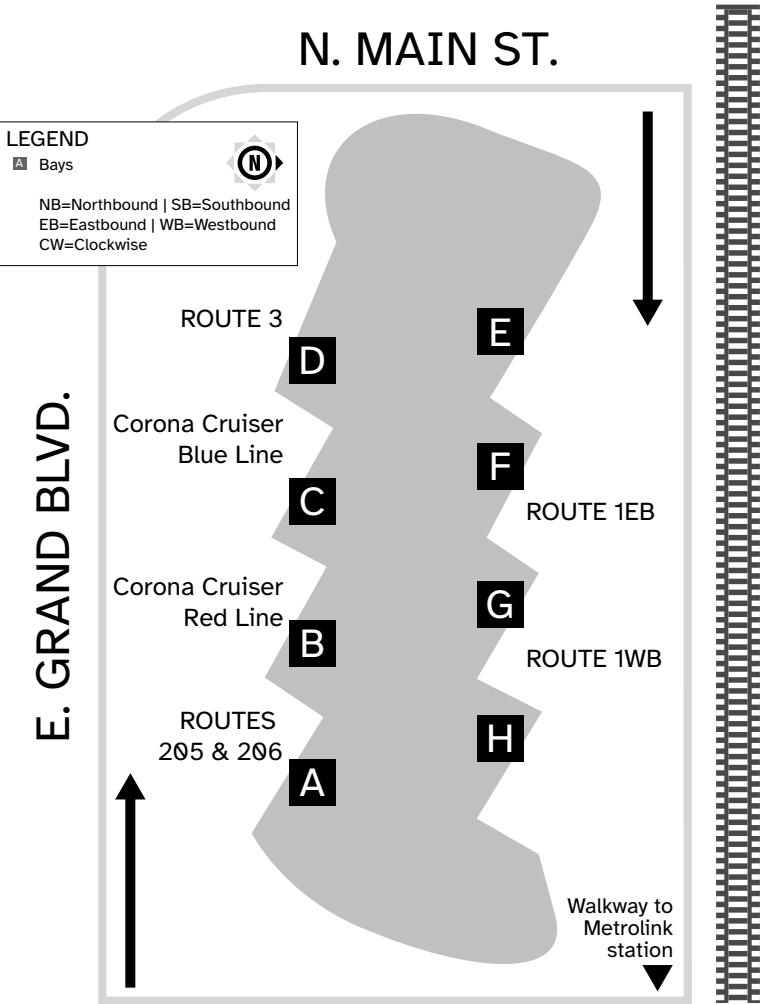 N. MAIN ST.
LEGEND
A Bays
N
NB=Northbound | SB=Southbound
EB=Eastbound | WB=Westbound
CW=Clockwise
E. GRAND BLVD.
ROUTE 3
D
E
Corona Cruiser
Blue Line
C
F
ROUTE 1EB
Corona Cruiser
Red Line
B
G
ROUTE 1WB
ROUTES
205 & 206
A
H
Walkway to
Metrolink
station